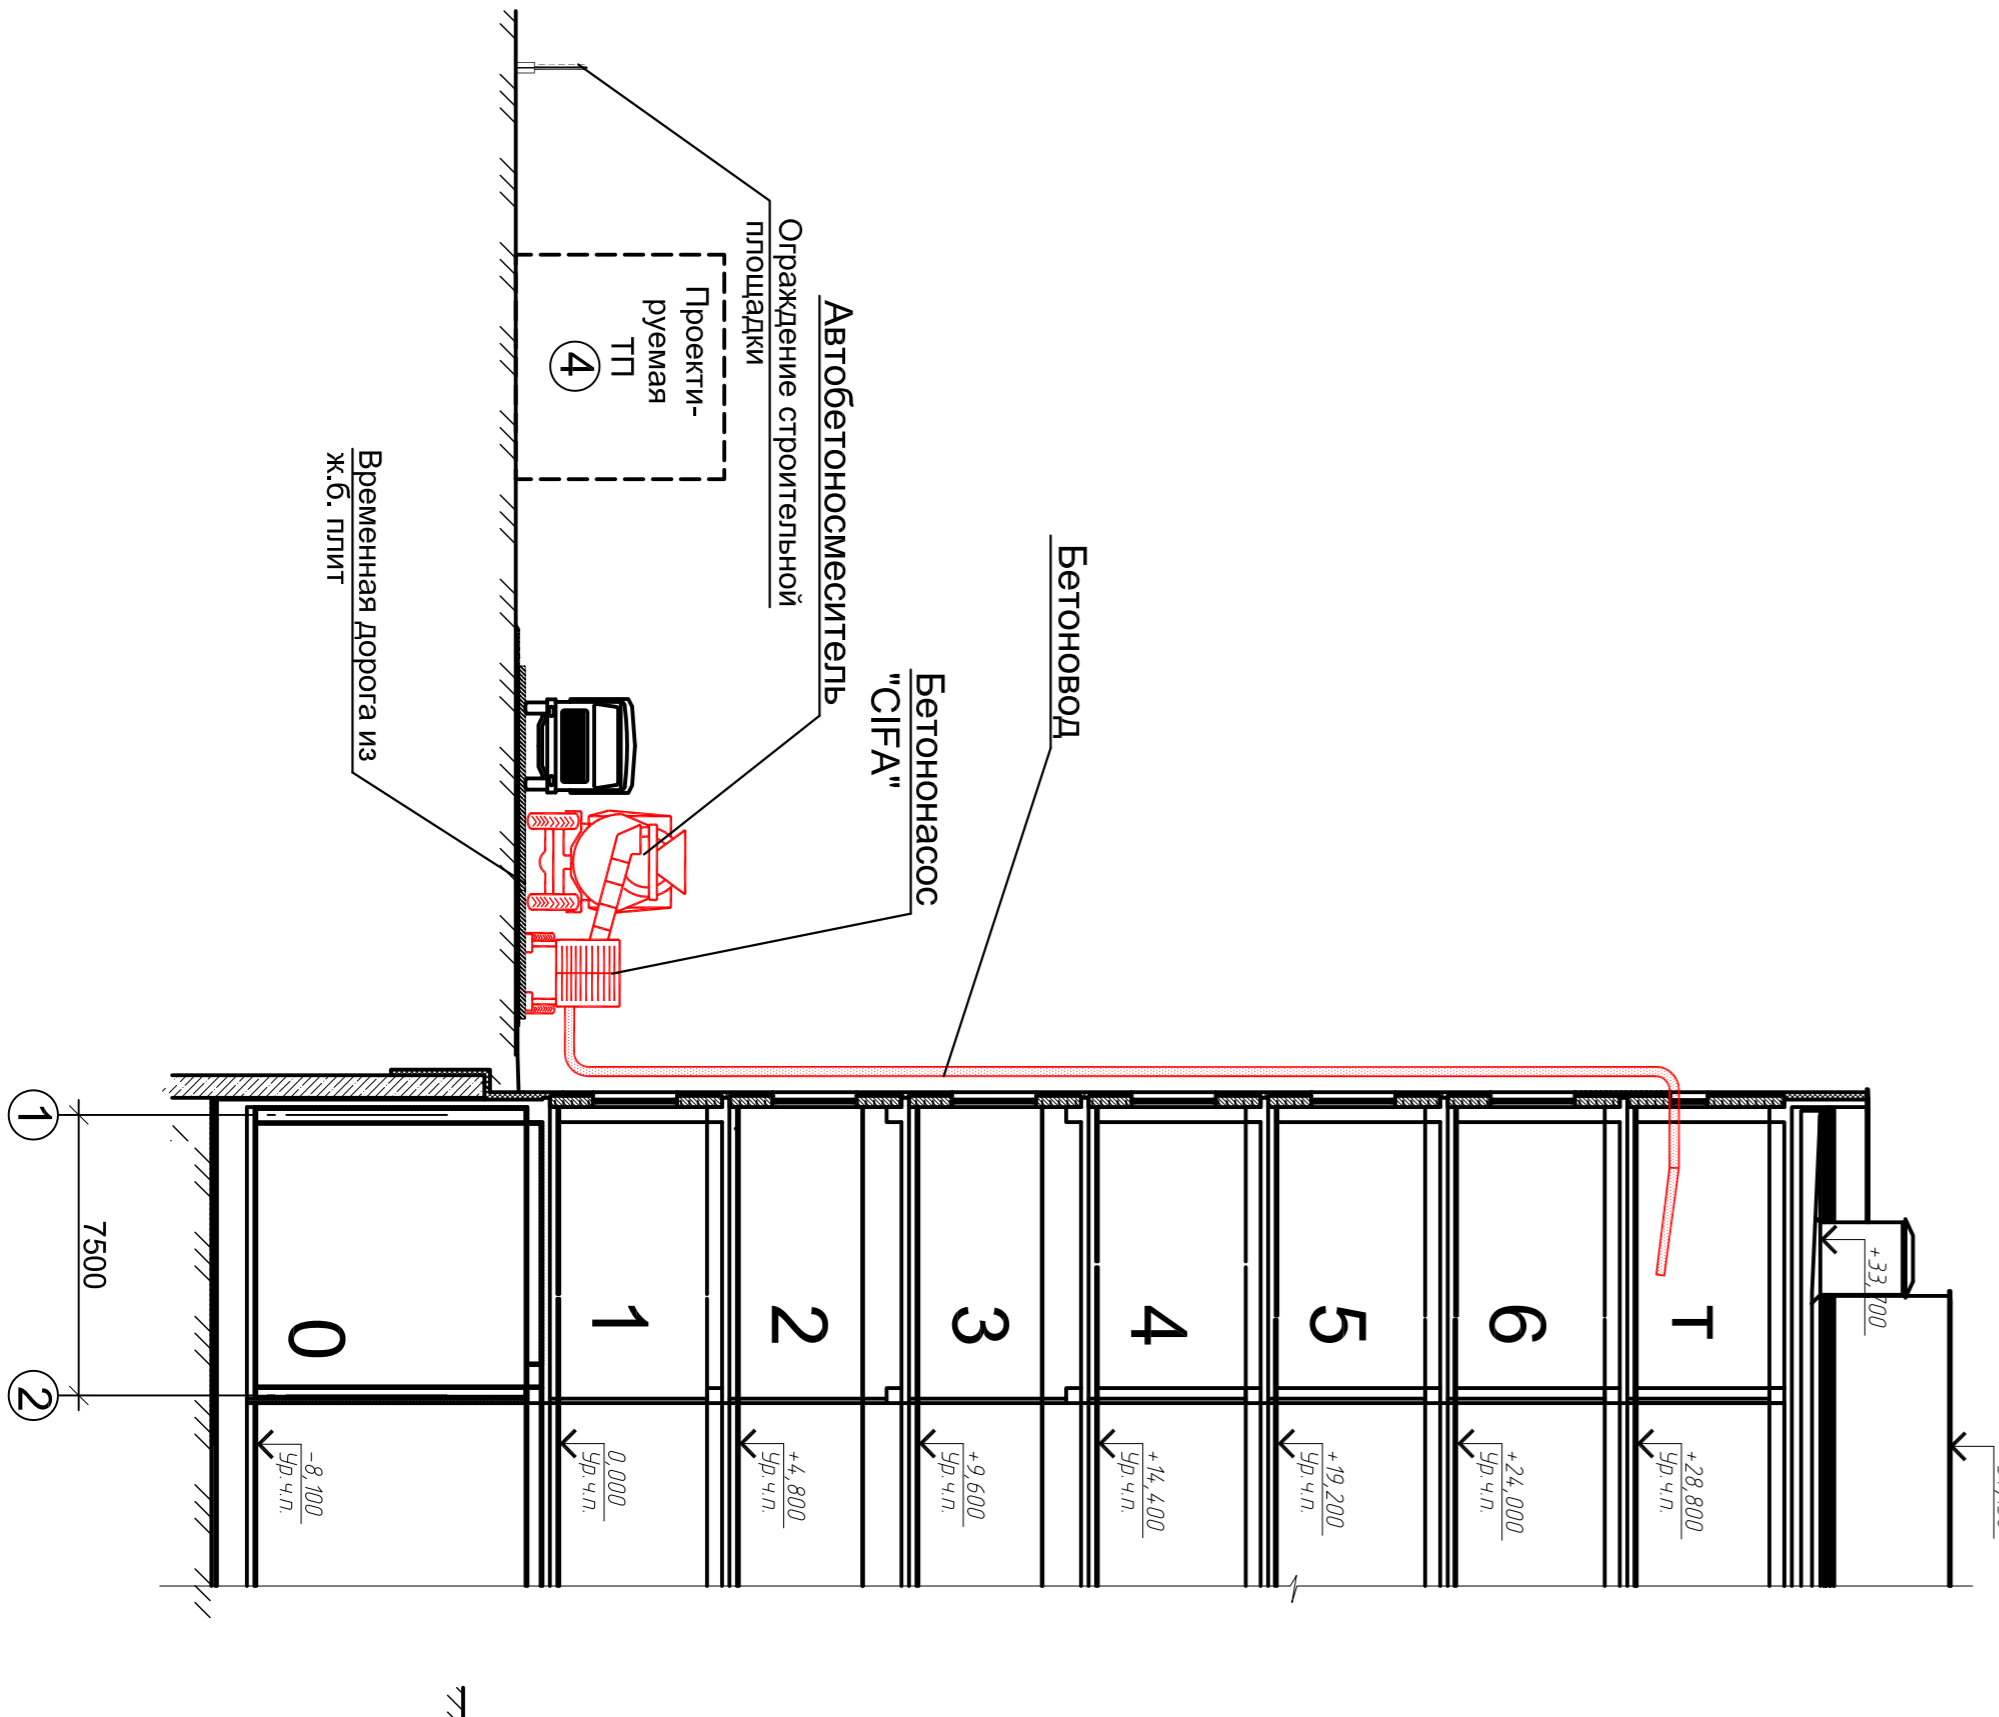 +33,700
т
6
5
4
3
2
1
0
+28,800
Ур.ч.п.
+24,000
Ур.ч.п.
+19,200
Ур.ч.п.
+14,400
Ур.ч.п.
+9,600
Ур.ч.п.
+4,800
Ур.ч.п.
0,000
Ур.ч.п.
-8,100
Ур.ч.п.
Бетоновод
Бетононасос
"CIFA"
Автобетоносмеситель
Ограждение строительной
площадки
Проекти-
руемая
ТП
4
Временная дорога из
ж.б. плит
7500
1
2